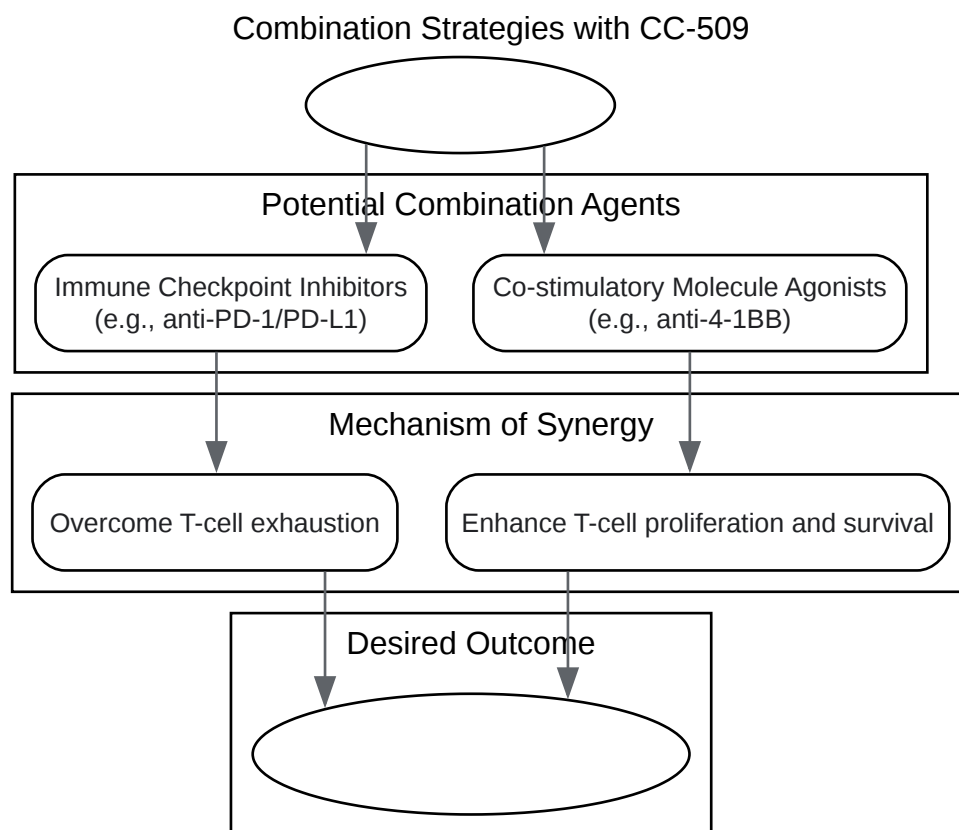 Combination Strategies with CC-509
Potential Combination Agents
Immune Checkpoint Inhibitors
(e.g., anti-PD-1/PD-L1)
Co-stimulatory Molecule Agonists
(e.g., anti-4-1BB)
Mechanism of Synergy
Overcome T-cell exhaustion
Enhance T-cell proliferation and survival
Desired Outcome